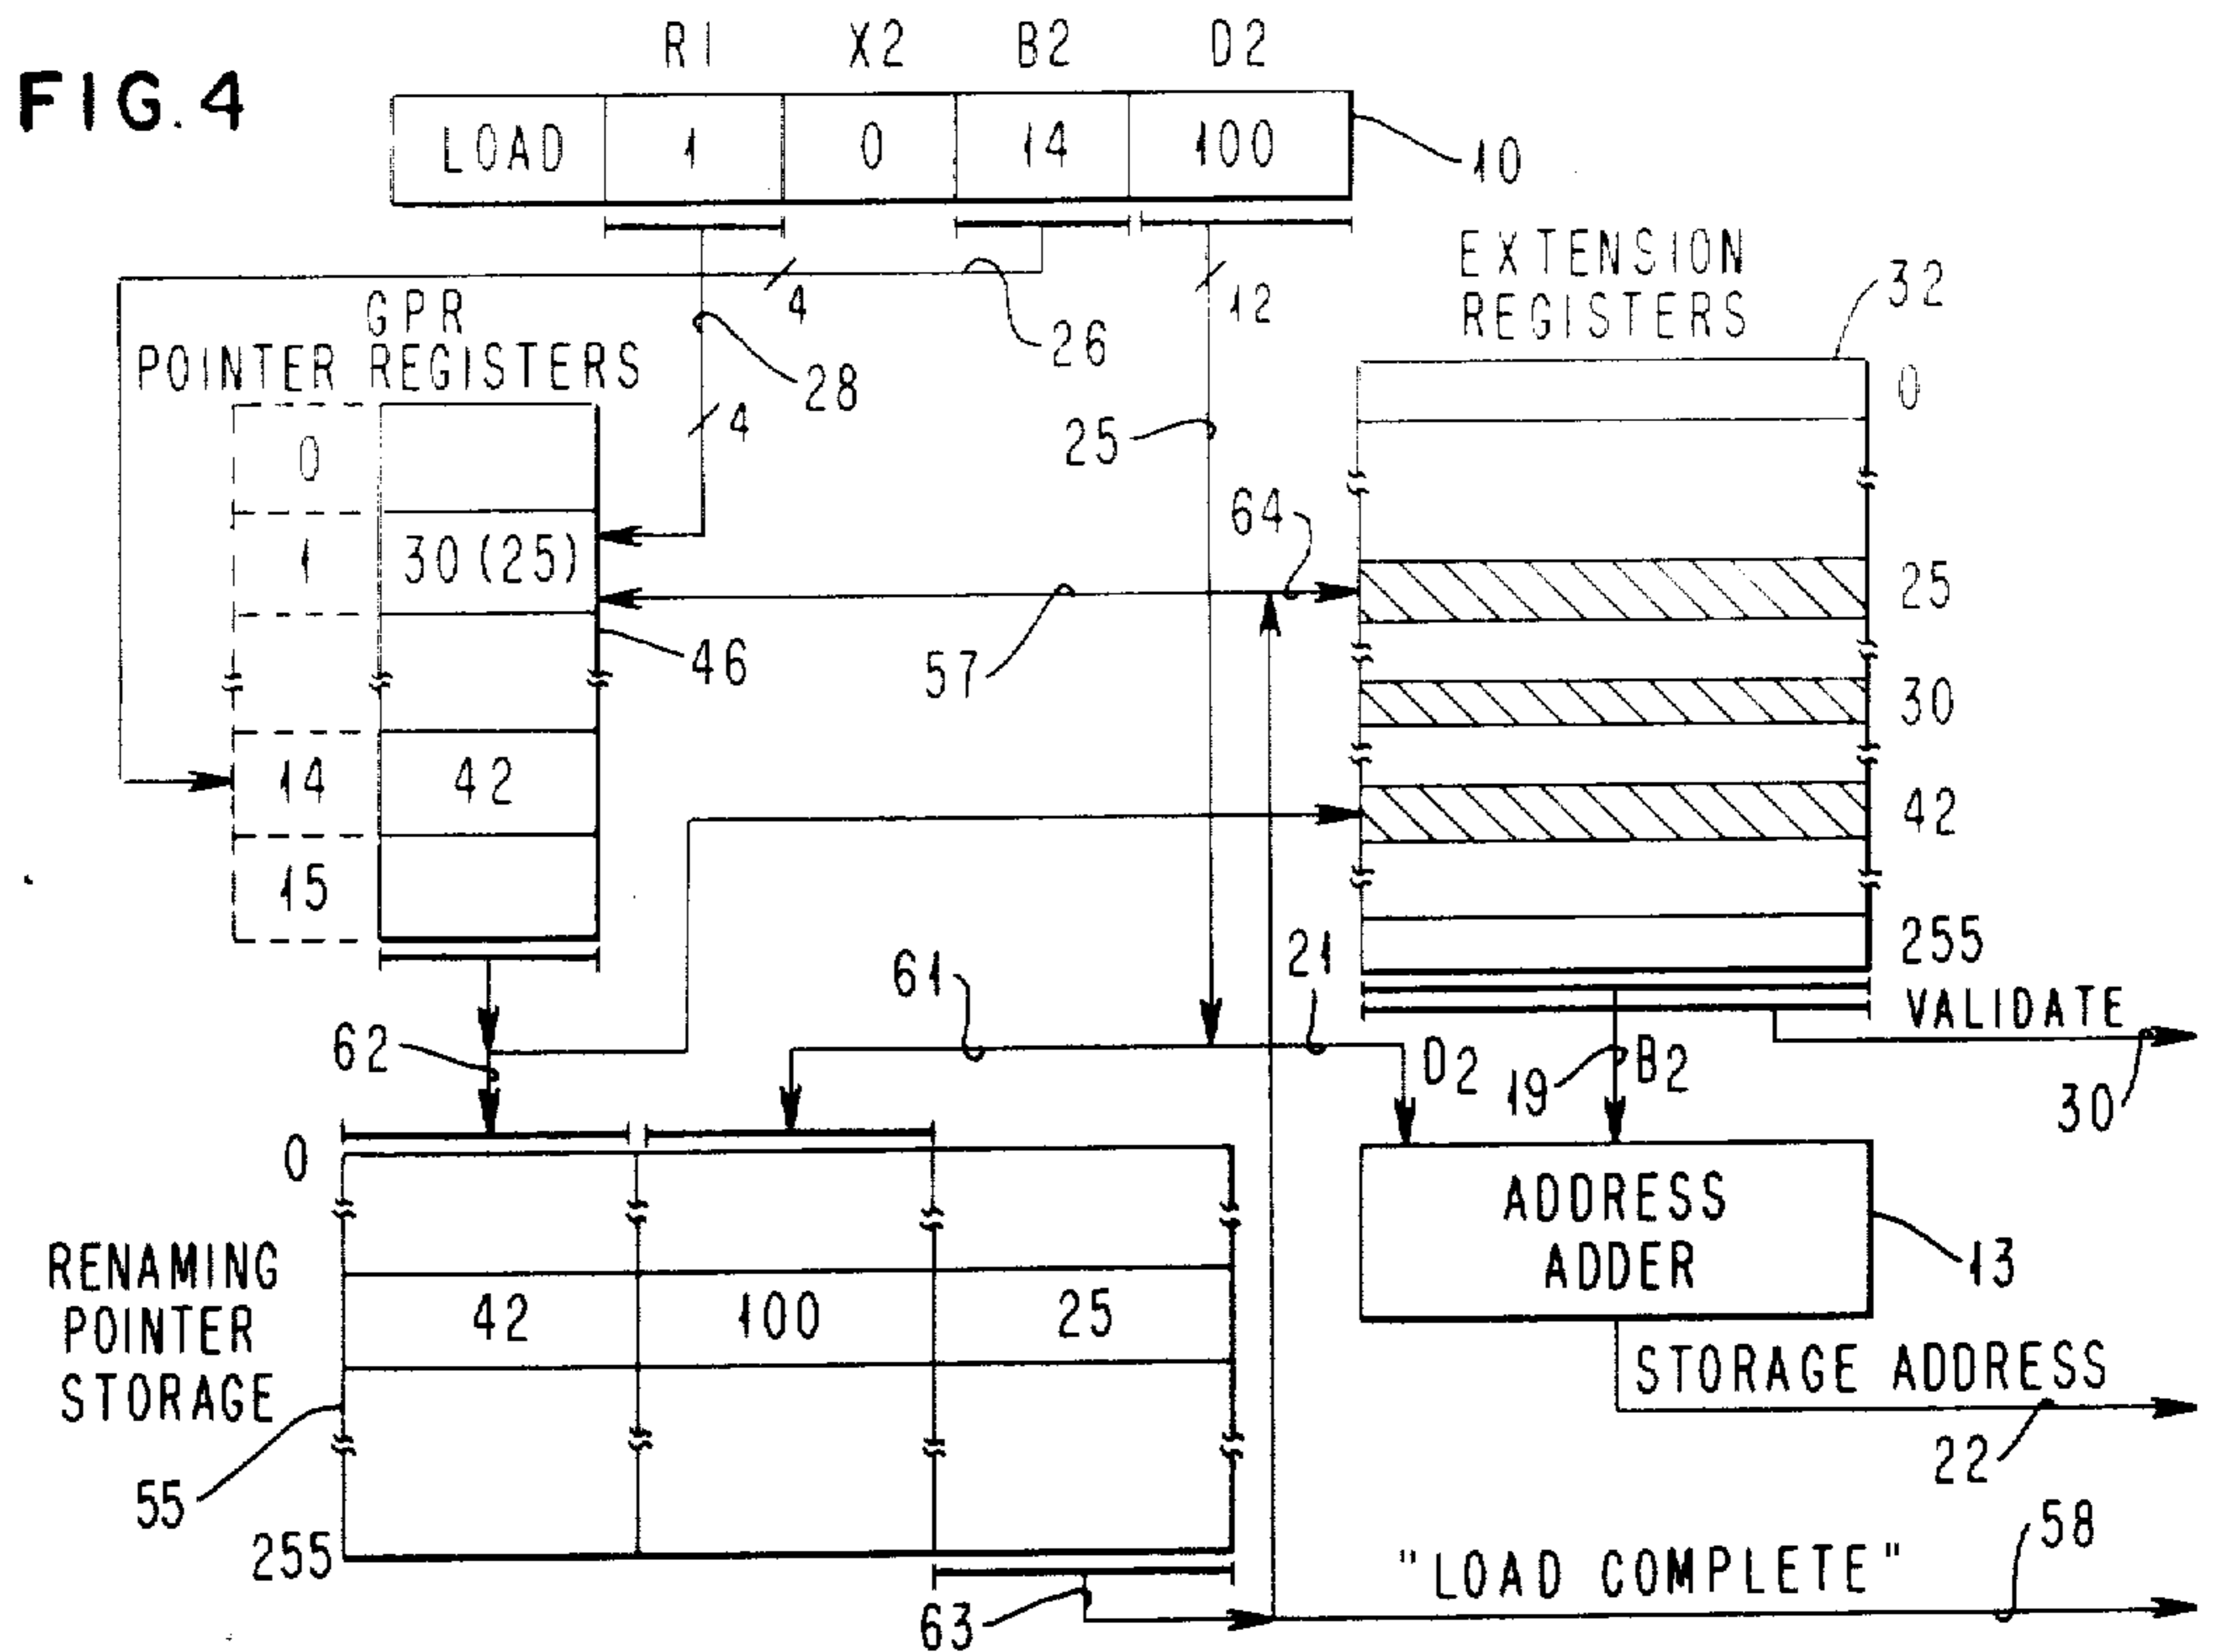 FIG. 4
R1 X2 B2 D2
LOAD 1 0 14 100
10
4
12
26
28
4
25
GPR
POINTER REGISTERS
0
1 30 (25)
46
14 42
15
EXTENSION
REGISTERS
32
0
25
30
42
255
64
57
VALIDATE
30
61
21
62
D2
19
B2
ADDRESS
ADDER
13
STORAGE ADDRESS
22
RENAMING
POINTER
STORAGE
55
0
42 100 25
255
63
"LOAD COMPLETE"
58